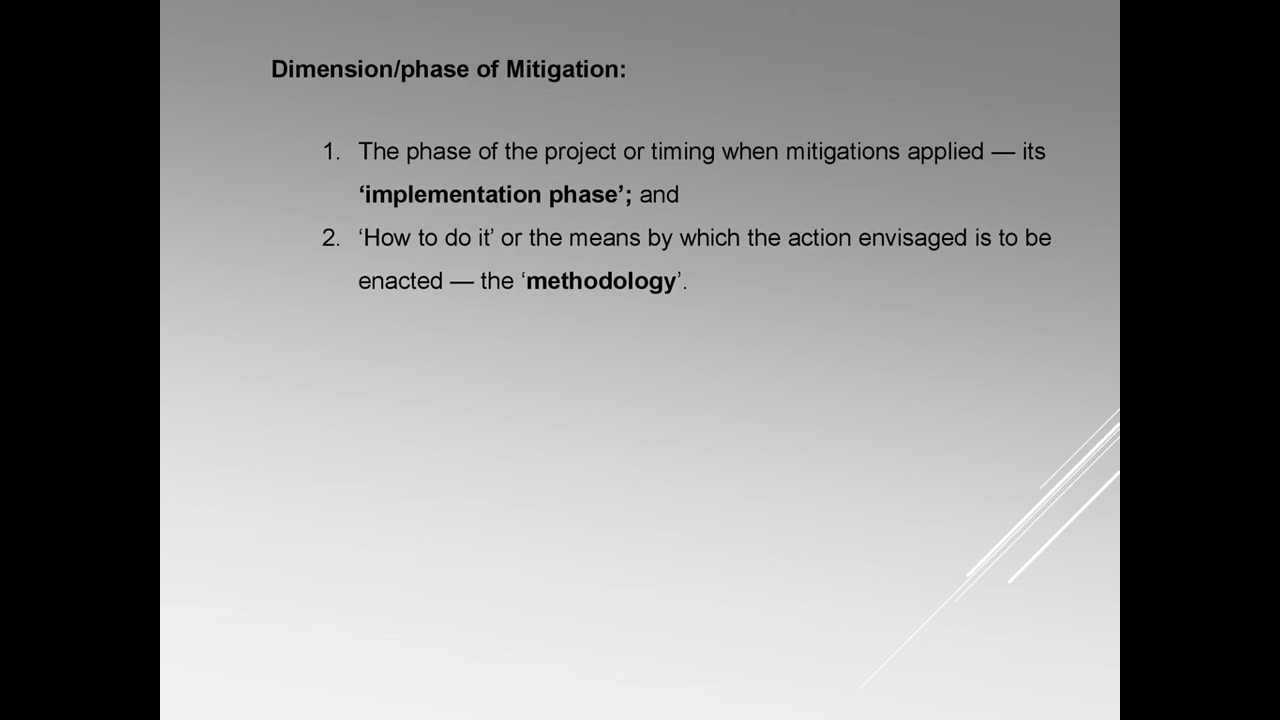 Dimension/phase of Mitigation:
1. The phase of the project or timing when mitigations applied — its
‘implementation phase’; and
2. ‘How to do it’ or the means by which the action envisaged is to be
enacted — the ‘methodology’.